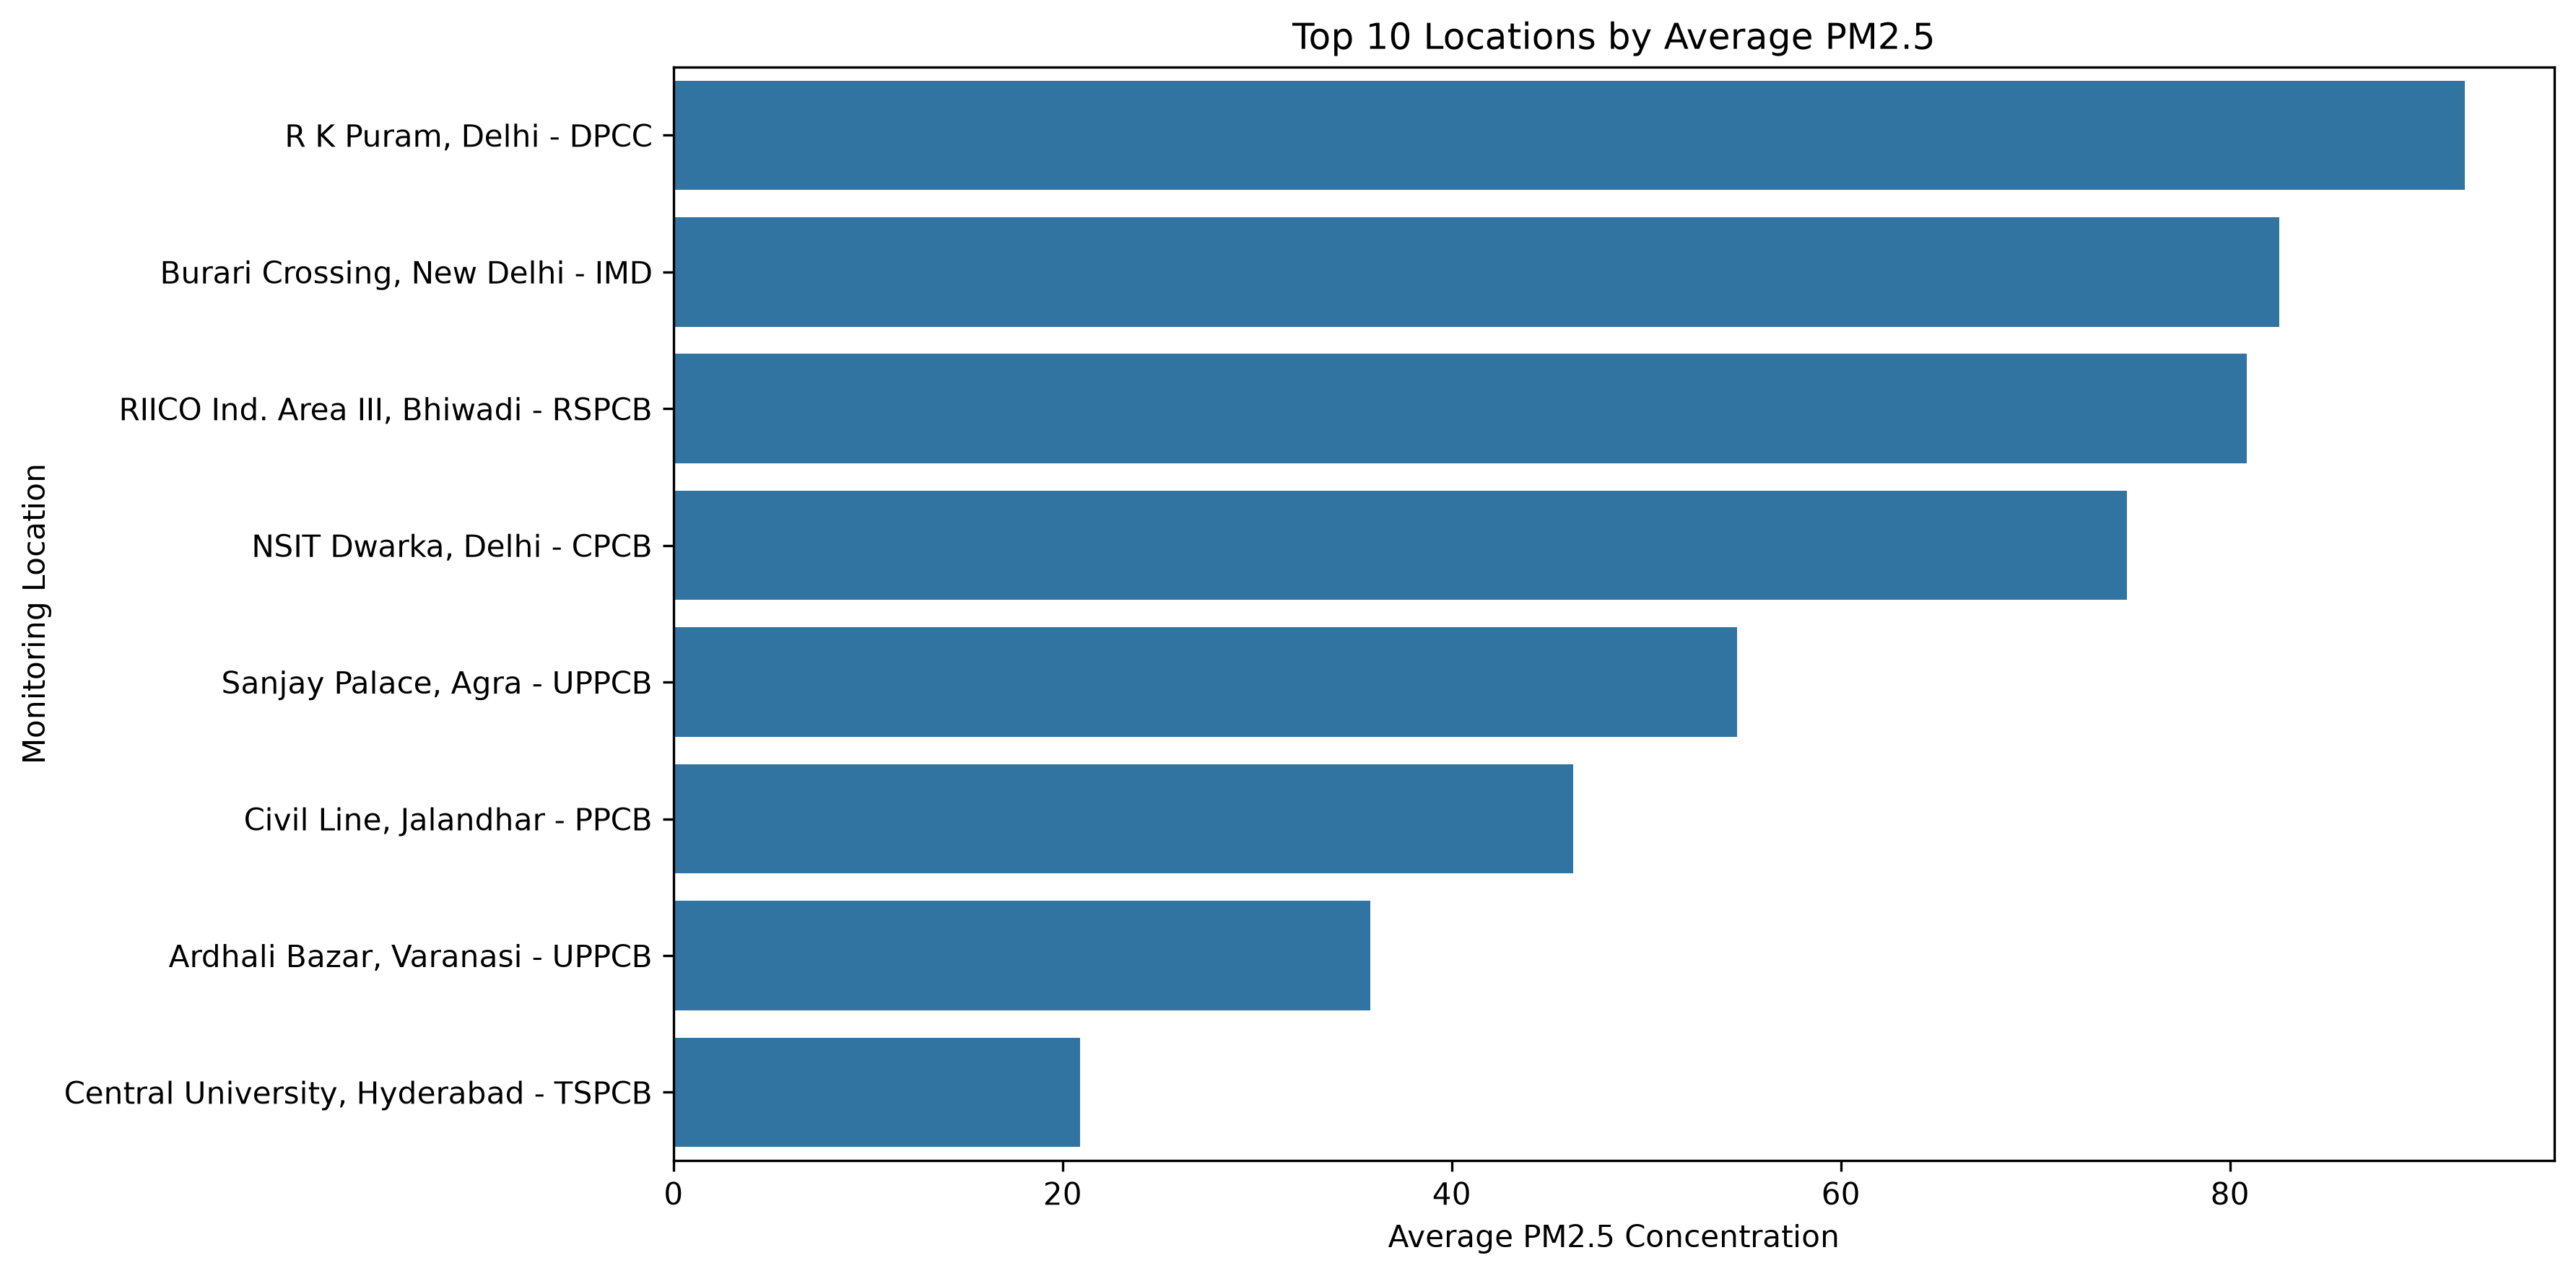 Top 10 Locations by Average PM2.5
Monitoring Location
R K Puram, Delhi - DPCC
Burari Crossing, New Delhi - IMD
RIICO Ind. Area III, Bhiwadi - RSPCB
NSIT Dwarka, Delhi - CPCB
Sanjay Palace, Agra - UPPCB
Civil Line, Jalandhar - PPCB
Ardhali Bazar, Varanasi - UPPCB
Central University, Hyderabad - TSPCB
0 20 40 60 80
Average PM2.5 Concentration